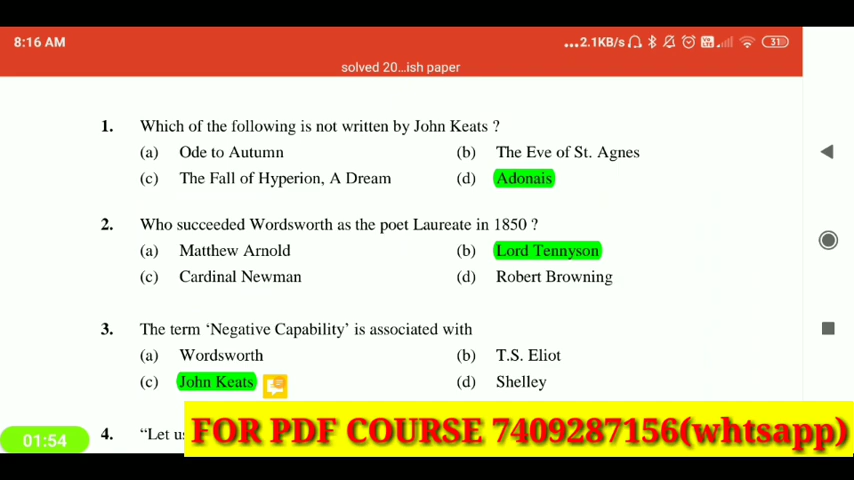 8:16 AM
...2.1KB/s
31
solved 20...ish paper
1. Which of the following is not written by John Keats ?
(a) Ode to Autumn (b) The Eve of St. Agnes
(c) The Fall of Hyperion, A Dream (d) Adonais
2. Who succeeded Wordsworth as the poet Laureate in 1850 ?
(a) Matthew Arnold (b) Lord Tennyson
(c) Cardinal Newman (d) Robert Browning
3. The term ‘Negative Capability’ is associated with
(a) Wordsworth (b) T.S. Eliot
(c) John Keats (d) Shelley
01:54
4. “Let
FOR PDF COURSE 7409287156(whtsapp)